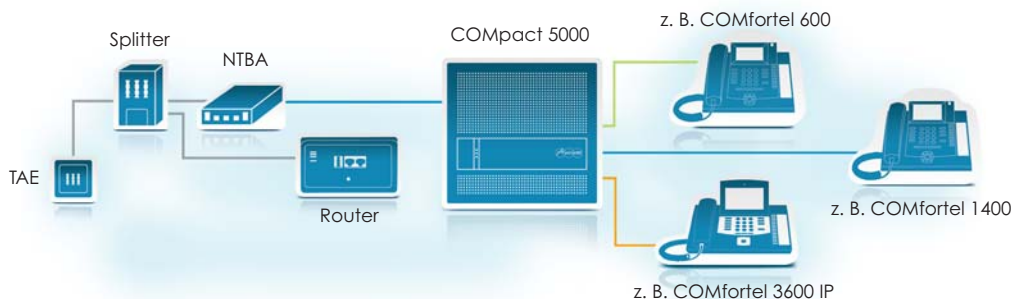 z. B. COMfortel 600
Splitter
COMpact 5000
NTBA
TAE
Router
z. B. COMfortel 1400
z. B. COMfortel 3600 IP